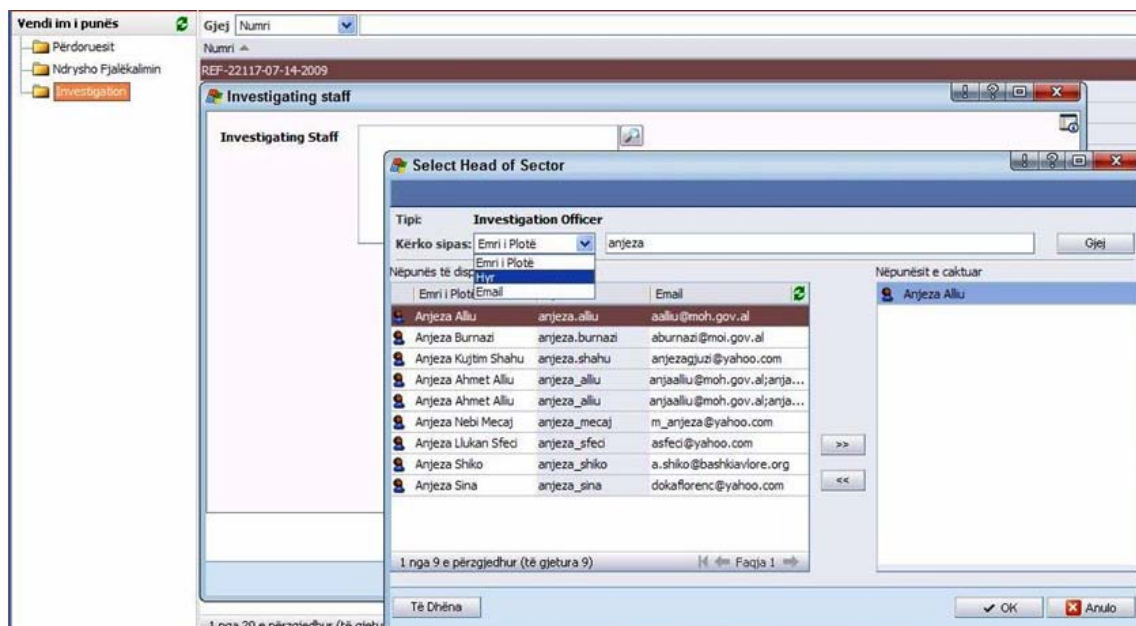 Vendi im i punës
Përdoruesit
Ndrysho Fjalëkalimin
Investigation
Gjej Numri
Numri
REF-22117-07-14-2009
Investigating staff
Investigating Staff
Select Head of Sector
Tipi: Investigation Officer
Kërko sipas: Emri i Plotë anjeza Gjej
Emri i Plotë
Hyr
Email
Nëpunës të disp
Nëpunësit e caktuar
Emri i Plotë Email
Anjeza Alliu anjeza.alliu aalliu@moh.gov.al
Anjeza Burnazi anjeza.burnazi aburnazi@moi.gov.al
Anjeza Kujtim Shahu anjeza.shahu anjezagjuzi@yahoo.com
Anjeza Ahmet Alliu anjeza_alliu anjaalliu@moh.gov.al;anja...
Anjeza Ahmet Alliu anjeza_alliu anjaalliu@moh.gov.al;anja...
Anjeza Nebi Mecaj anjeza_mecaj m_anjeza@yahoo.com
Anjeza Llukan Sfeci anjeza_sfeci asfeci@yahoo.com
Anjeza Shiko anjeza_shiko a.shiko@bashkiavlore.org
Anjeza Sina anjeza_sina dokaflorenc@yahoo.com
Anjeza Alliu
>>
<<
1 nga 9 e përzgjedhur (të gjetura 9) Faqja 1
Të Dhëna OK Anulo
1 nga 20 e përzgjedhur (të gjetu